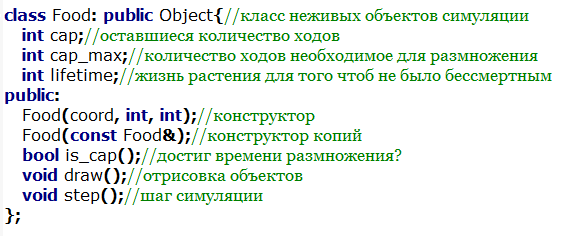 class Food: public Object{//класс неживых объектов симуляции
int cap;//оставшиеся количество ходов
int cap_max;//количество ходов необходимое для размножения
int lifetime;//жизнь растения для того чтоб не было бессмертным
public:
Food(coord, int, int);//конструктор
Food(const Food&);//конструктор копий
bool is_cap();//достиг времени размножения?
void draw();//отрисовка объектов
void step();//шаг симуляции
};